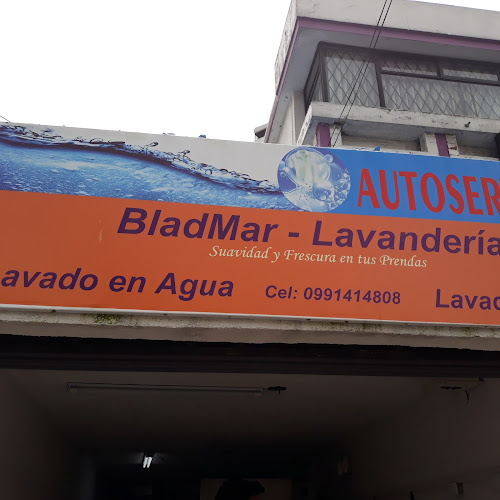 AUTOSER
BladMar - Lavandería
Suavidad y Frescura en tus Prendas
avado en Agua Cel: 0991414808 Lavad